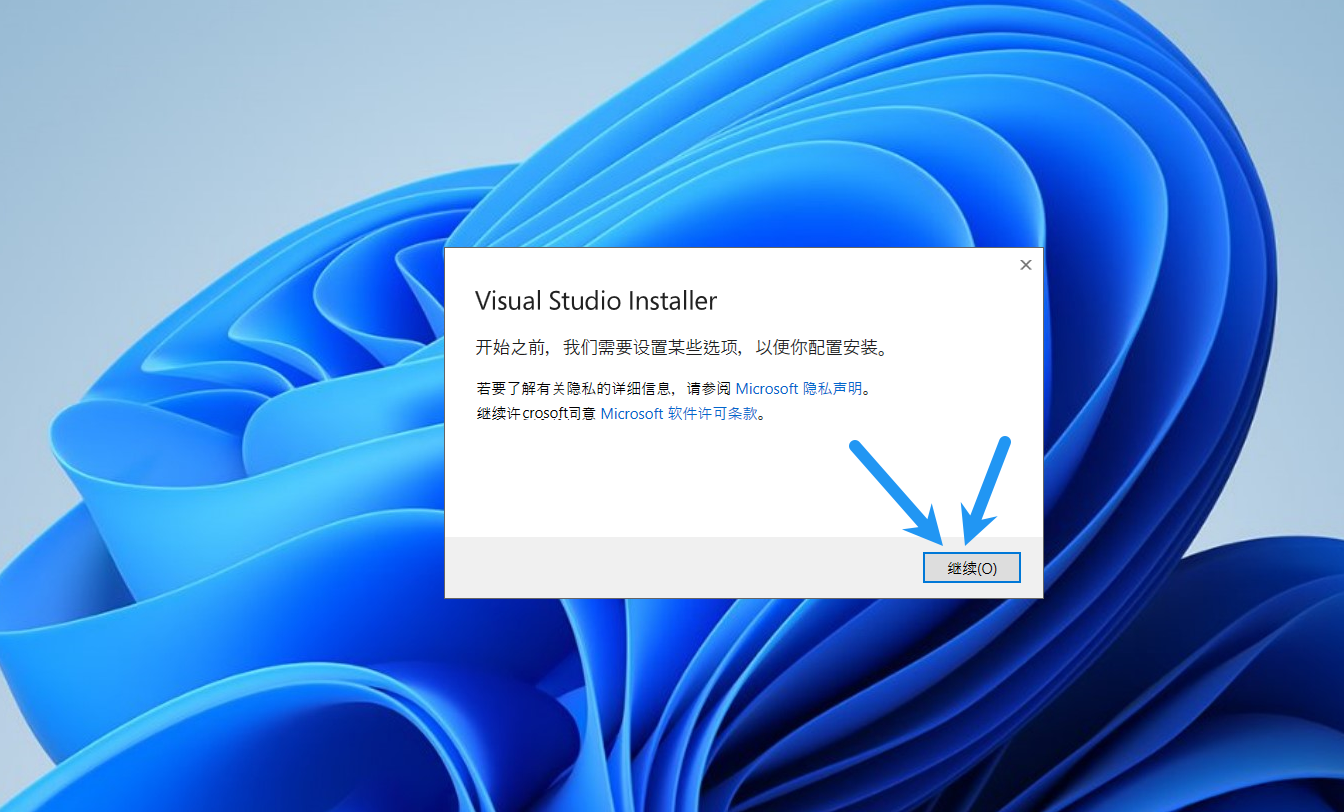 Visual Studio Installer
开始之前，我们需要设置某些选项，以便你配置安装。
若要了解有关隐私的详细信息，请参阅 Microsoft 隐私声明。
继续许crosoft司意 Microsoft 软件许可条款。
继续(O)